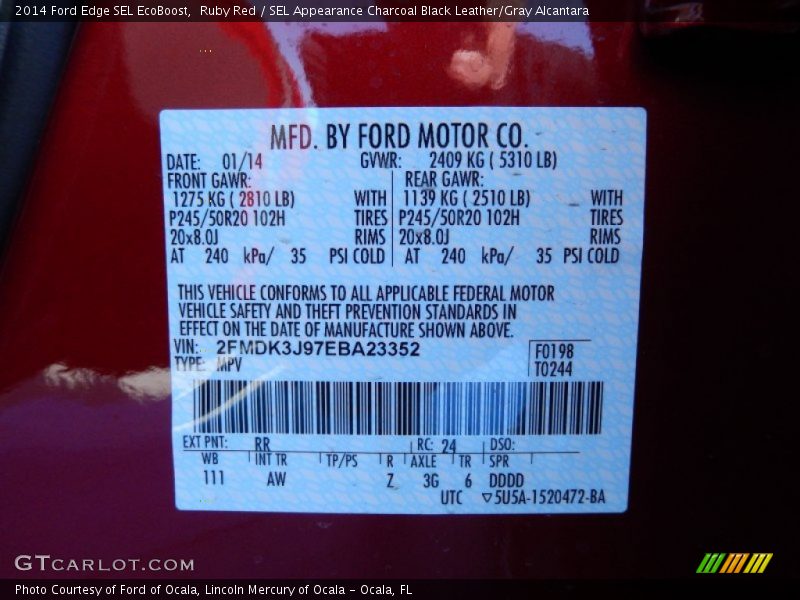 2014 Ford Edge SEL EcoBoost,  Ruby Red / SEL Appearance Charcoal Black Leather/Gray Alcantara
MFD. BY FORD MOTOR CO.
DATE: 01/14 GVWR: 2409 KG ( 5310 LB)
FRONT GAWR: REAR GAWR:
1275 KG ( 2810 LB) WITH 1139 KG ( 2510 LB) WITH
P245/50R20 102H TIRES P245/50R20 102H TIRES
20x8.0J RIMS 20x8.0J RIMS
AT 240 kPa/ 35 PSI COLD AT 240 kPa/ 35 PSI COLD
THIS VEHICLE CONFORMS TO ALL APPLICABLE FEDERAL MOTOR
VEHICLE SAFETY AND THEFT PREVENTION STANDARDS IN
EFFECT ON THE DATE OF MANUFACTURE SHOWN ABOVE.
VIN: 2FMDK3J97EBA23352 F0198
TYPE: MPV T0244
EXT PNT: RR RC: 24 DSO:
WB INT TR TP/PS R AXLE TR SPR
111 AW Z 3G 6 DDDD
UTC ▽5U5A-1520472-BA
GTCARLOT.COM
Photo Courtesy of Ford of Ocala, Lincoln Mercury of Ocala - Ocala, FL